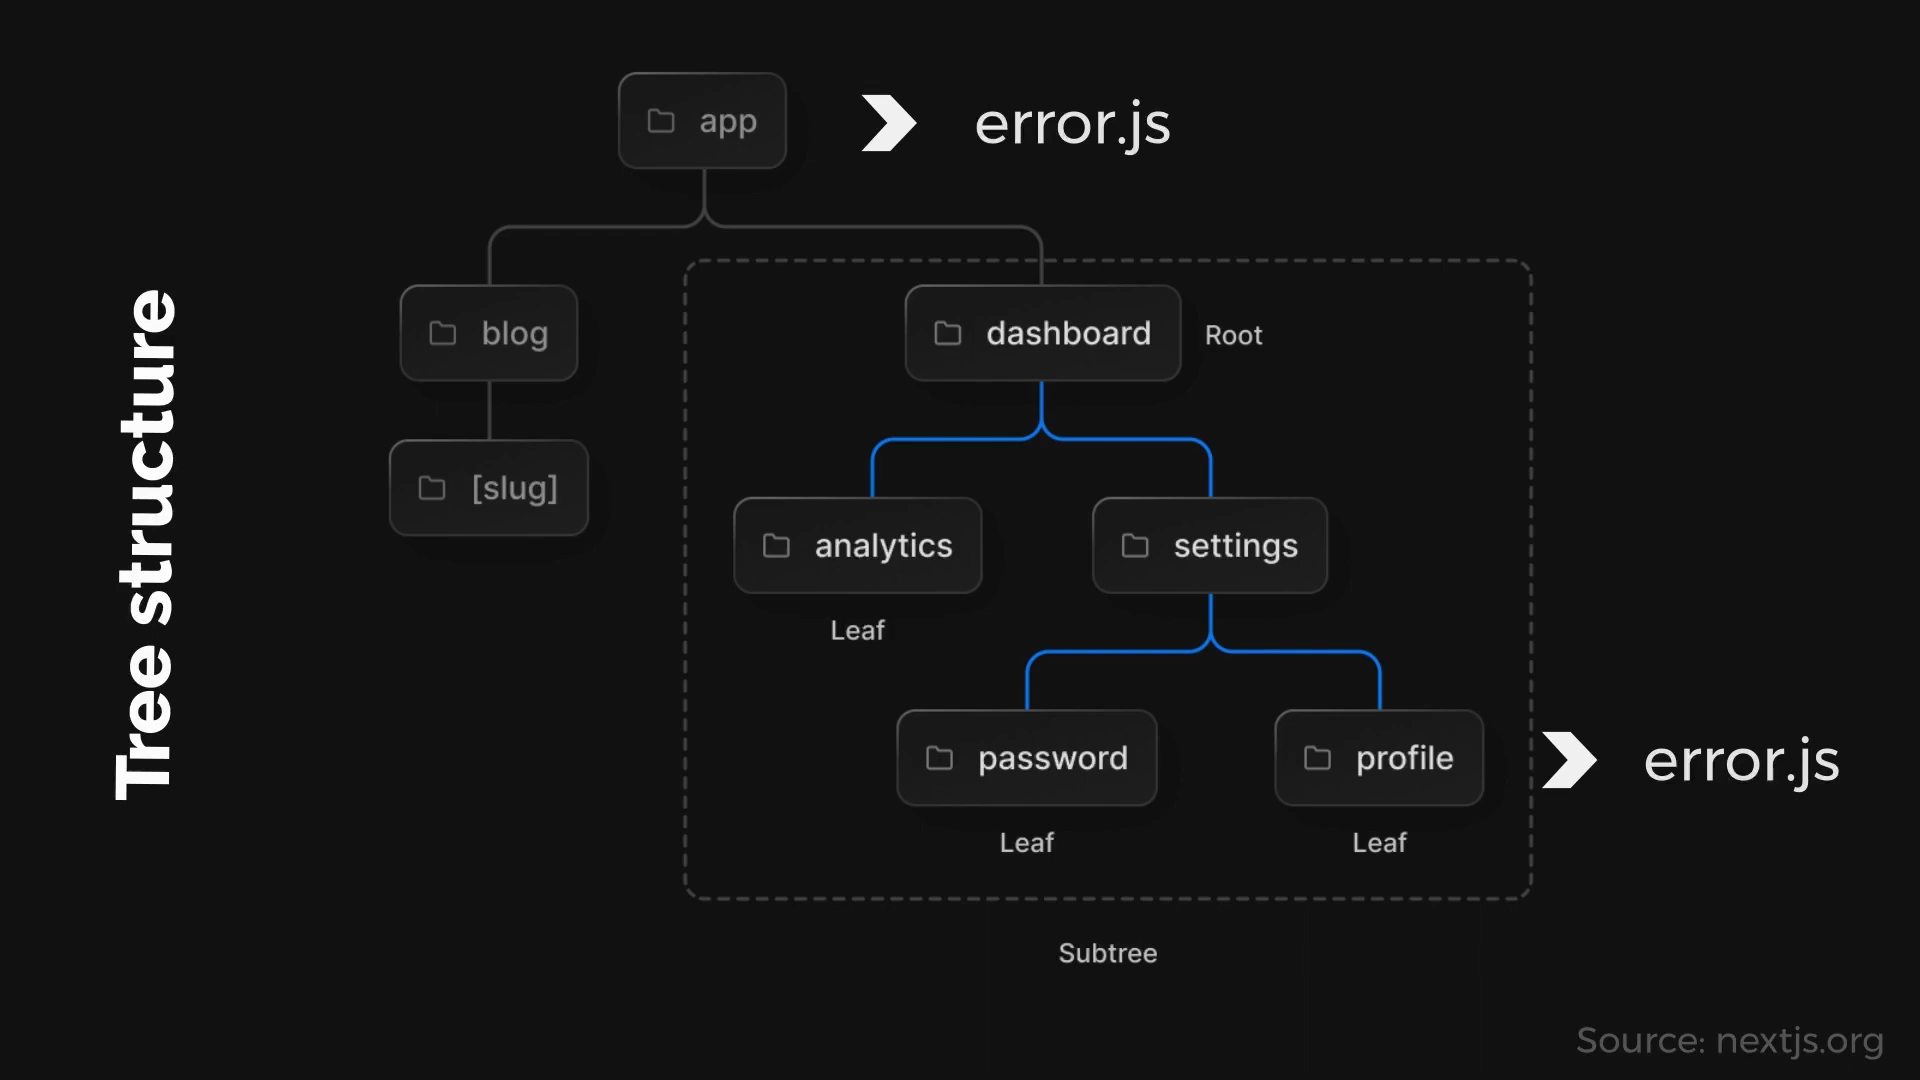 Tree structure
app
error.js
blog
dashboard
Root
[slug]
analytics
settings
Leaf
password
profile
error.js
Leaf
Leaf
Subtree
Source: nextjs.org